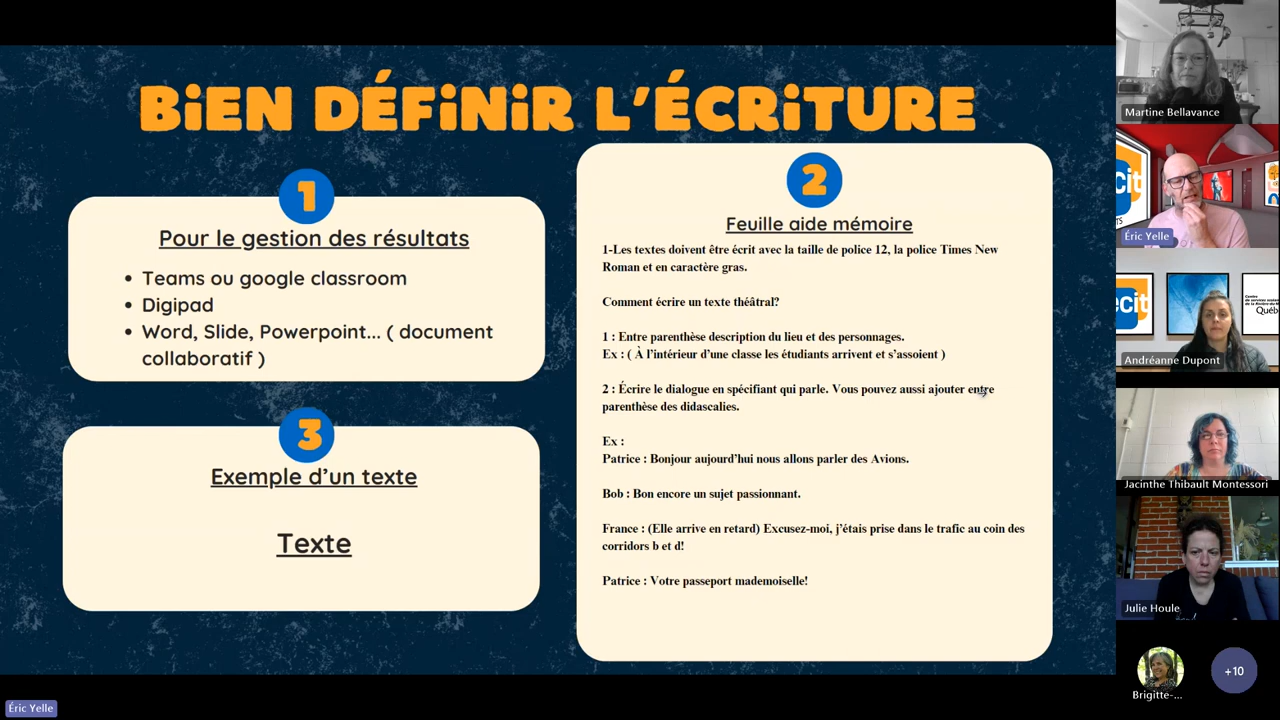 BiEN DÉFiNiR L'ÉCRiTURE
1
Pour le gestion des résultats
• Teams ou google classroom
• Digipad
• Word, Slide, Powerpoint... ( document
collaboratif )
3
Exemple d'un texte
Texte
2
Feuille aide mémoire
1-Les textes doivent être écrit avec la taille de police 12, la police Times New
Roman et en caractère gras.
Comment écrire un texte théâtral?
1 : Entre parenthèse description du lieu et des personnages.
Ex : ( À l'intérieur d'une classe les étudiants arrivent et s'assoient )
2 : Écrire le dialogue en spécifiant qui parle. Vous pouvez aussi ajouter entre
parenthèse des didascalies.
Ex :
Patrice : Bonjour aujourd'hui nous allons parler des Avions.
Bob : Bon encore un sujet passionnant.
France : (Elle arrive en retard) Excusez-moi, j'étais prise dans le trafic au coin des
corridors b et d!
Patrice : Votre passeport mademoiselle!
Martine Bellavance
cit
Éric Yelle
ecit
Québ
Andréanne Dupont
Jacinthe Thibault Montessori
Julie Houle
Brigitte-...
+10
Éric Yelle